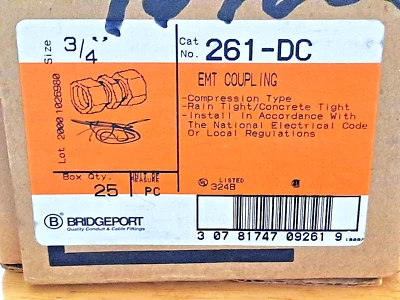 Size 3/4"
Cat No. 261-DC
EMT COUPLING
-Compression Type
-Rain Tight/Concrete Tight
-Install In Accordance With The National Electrical Code Or Local Regulations
Lot 2000 1026980
Box Qty. 25
MEASURE PC
LISTED 324B
B BRIDGEPORT
Quality Conduit & Cable Fittings
3 07 81747 09261 9